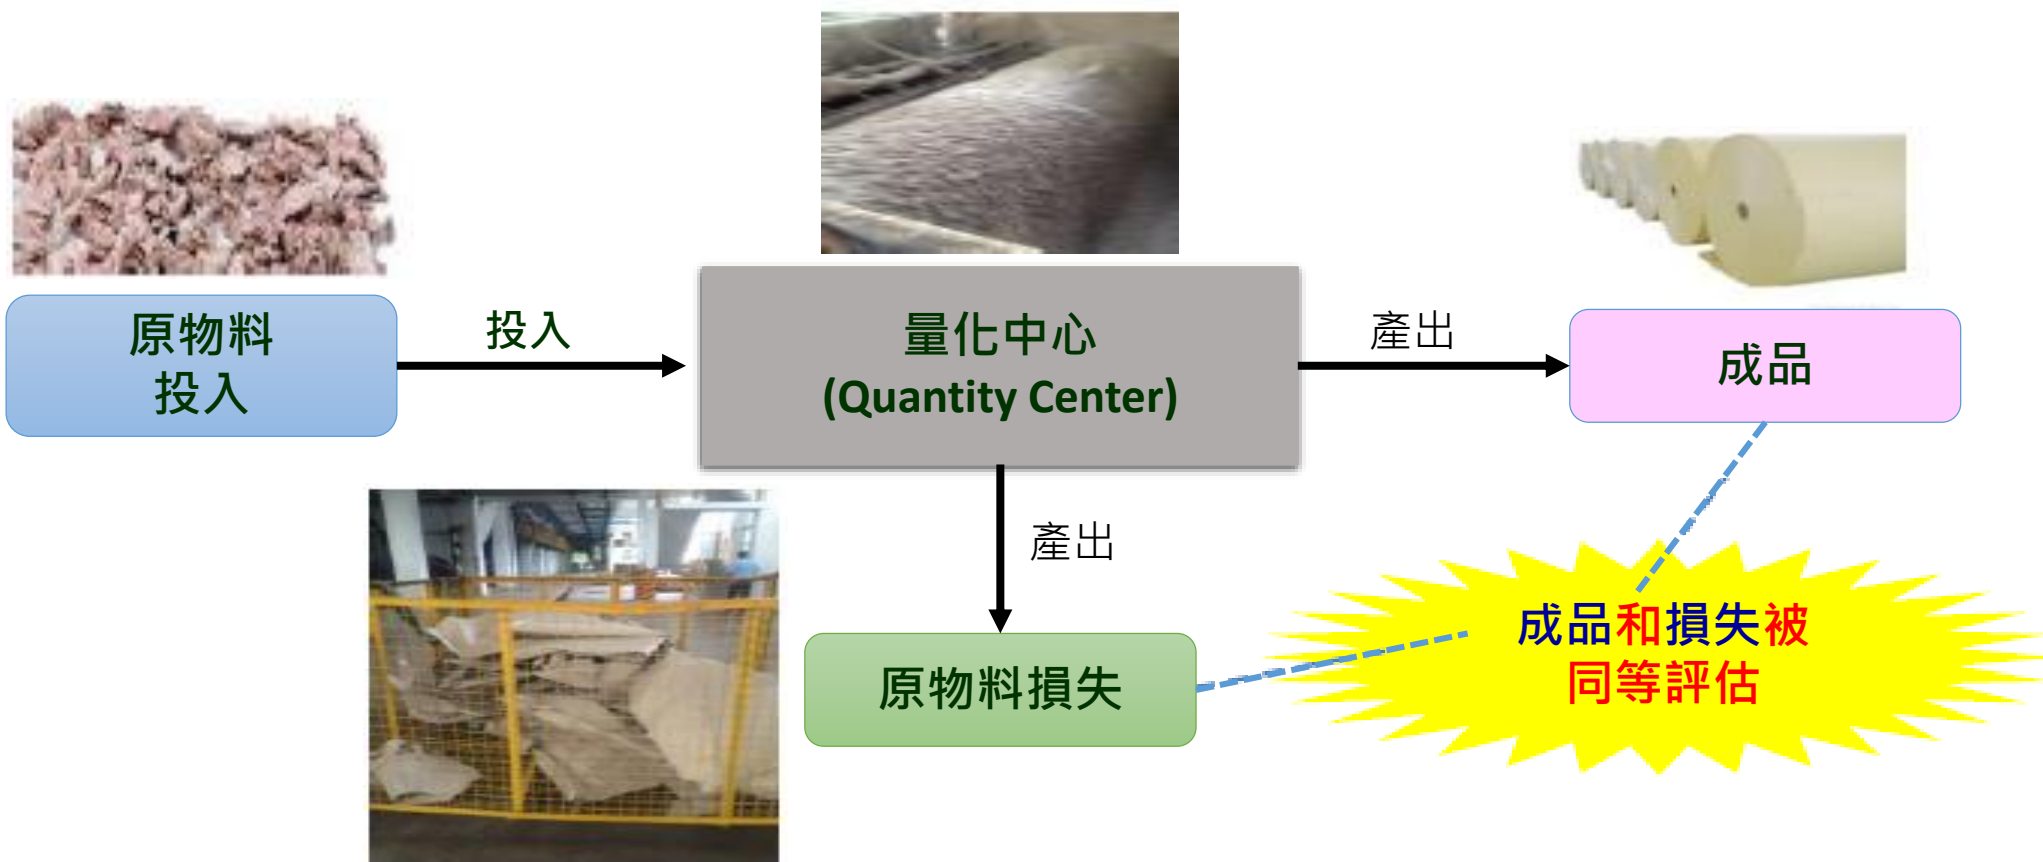 原物料
投入
投入
量化中心
(Quantity Center)
產出
成品
產出
原物料損失
成品和損失被
同等評估